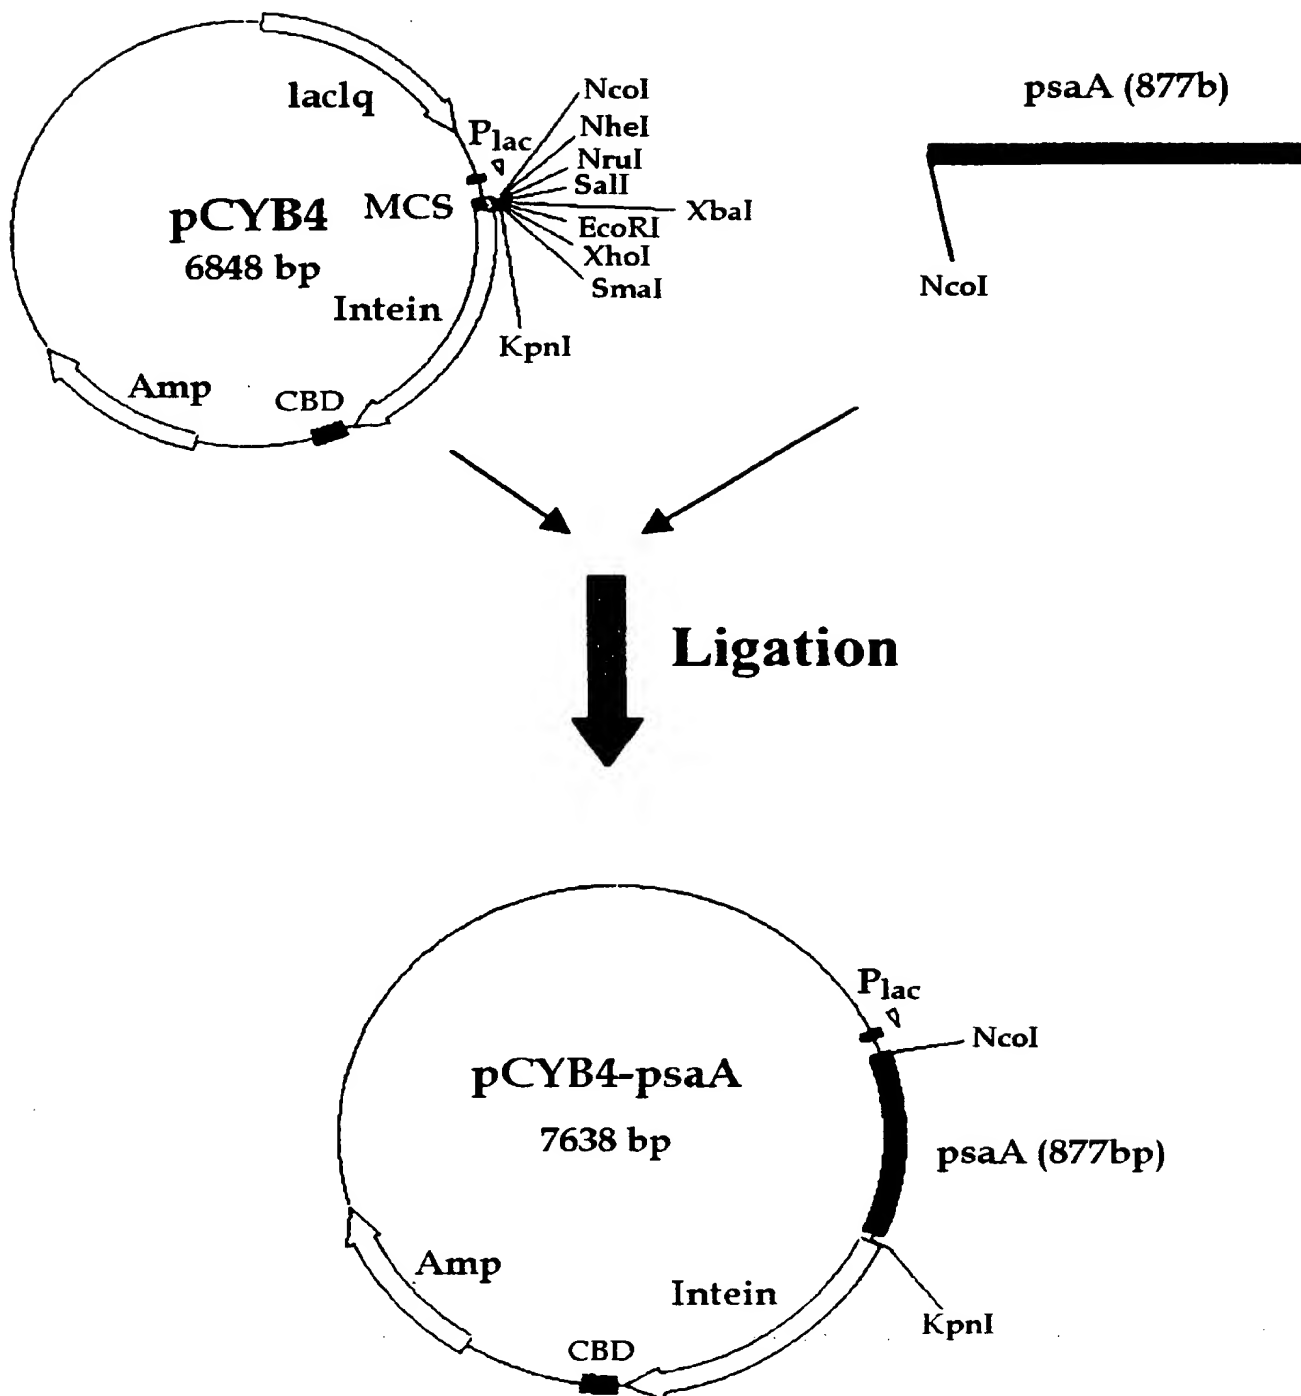 laclq
Plac
MCS
pCYB4
6848 bp
Intein
Amp
CBD
NcoI
NheI
NruI
SalI
XbaI
EcoRI
XhoI
SmaI
KpnI
psaA (877b)
NcoI
Ligation
Plac
NcoI
pCYB4-psaA
7638 bp
psaA (877bp)
Amp
Intein
KpnI
CBD